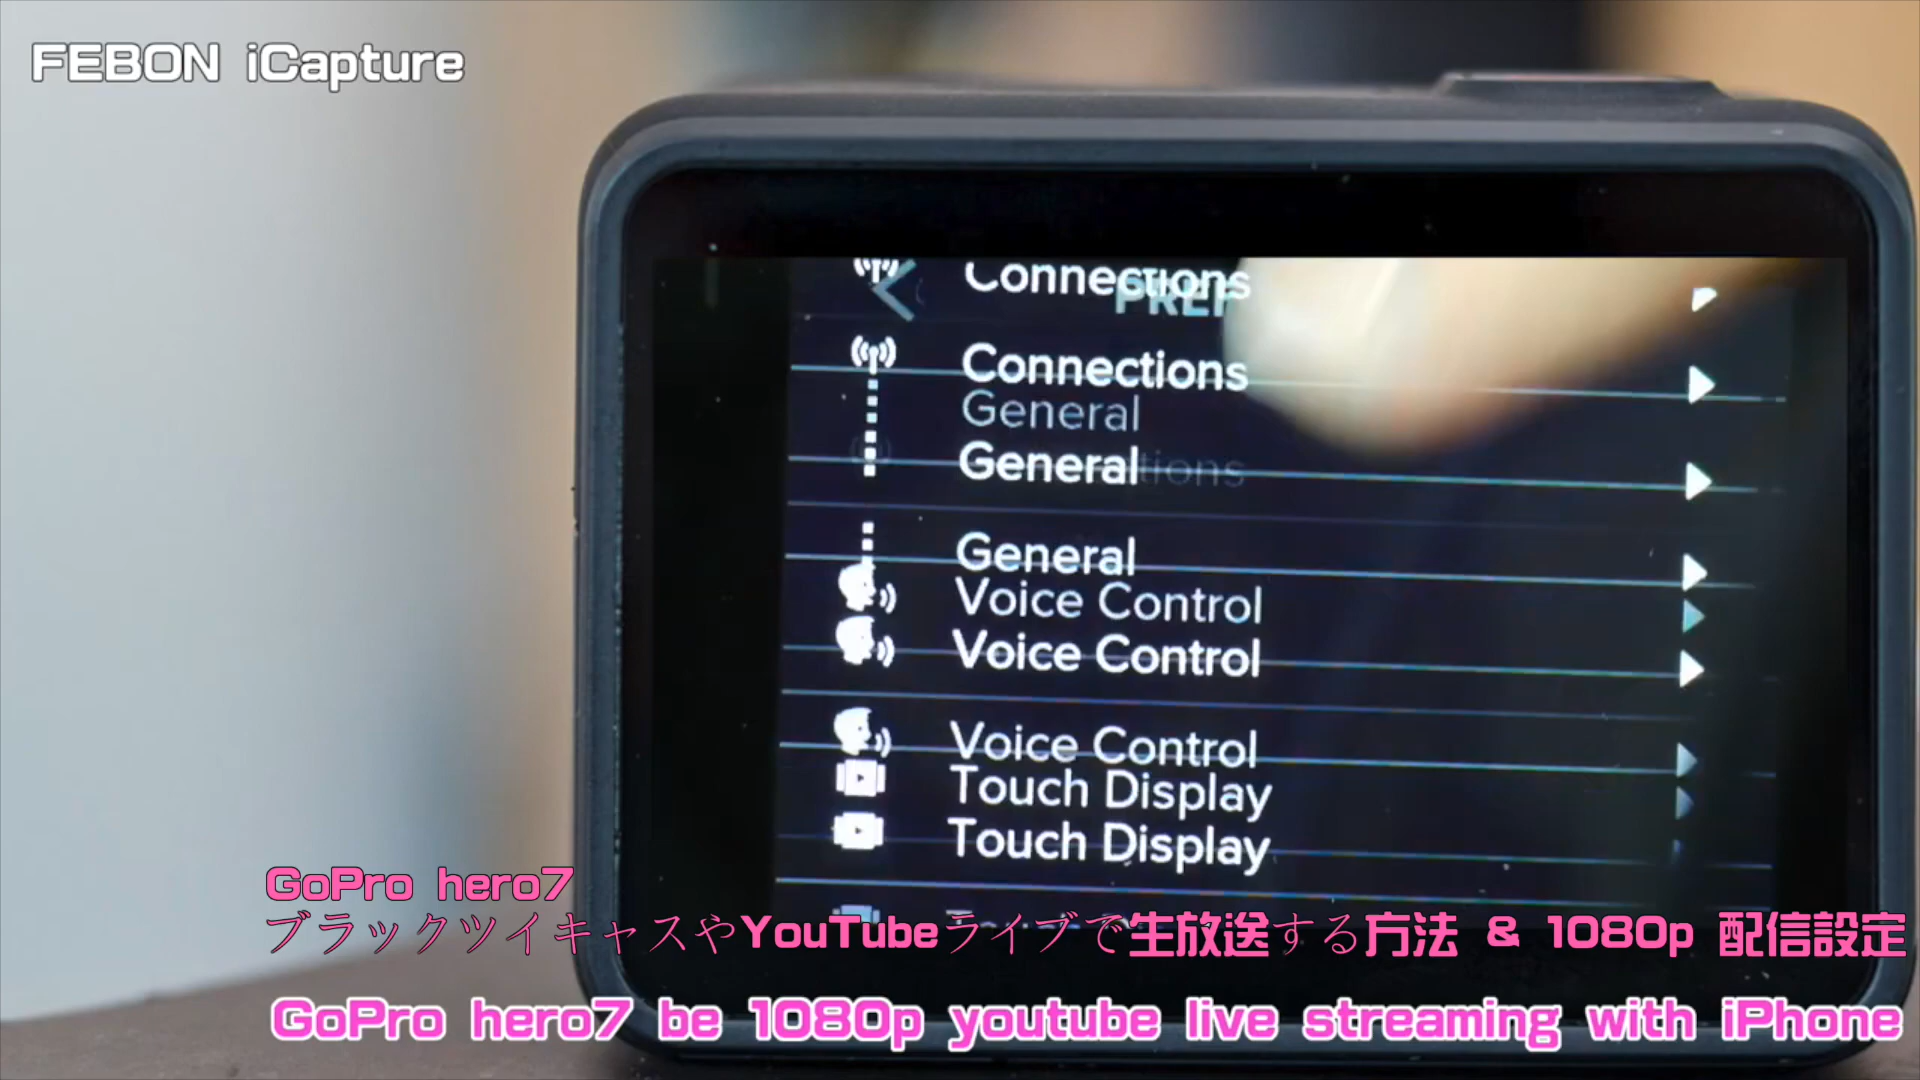 FEBON iCapture
Connections
PREF
Connections
General
General
General
Voice Control
Voice Control
Voice Control
Touch Display
Touch Display
GoPro hero7
ブラックツイキャスやYouTubeライブで生放送する方法 & 1080p 配信設定
GoPro hero7 be 1080p youtube live streaming with iPhone